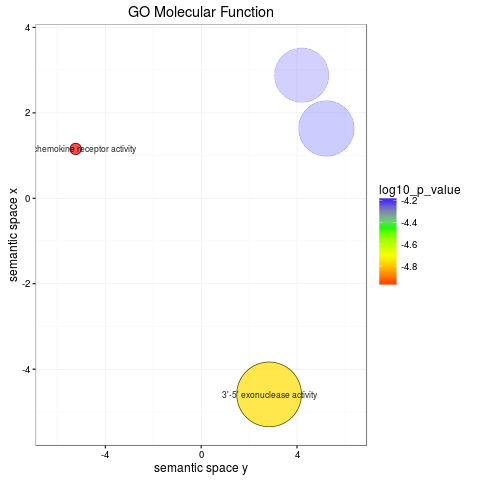 GO Molecular Function
4
2
0
-2
-4
semantic space x
chemokine receptor activity
3'-5' exonuclease activity
-4
0
4
semantic space y
log10_p_value
-4.2
-4.4
-4.6
-4.8